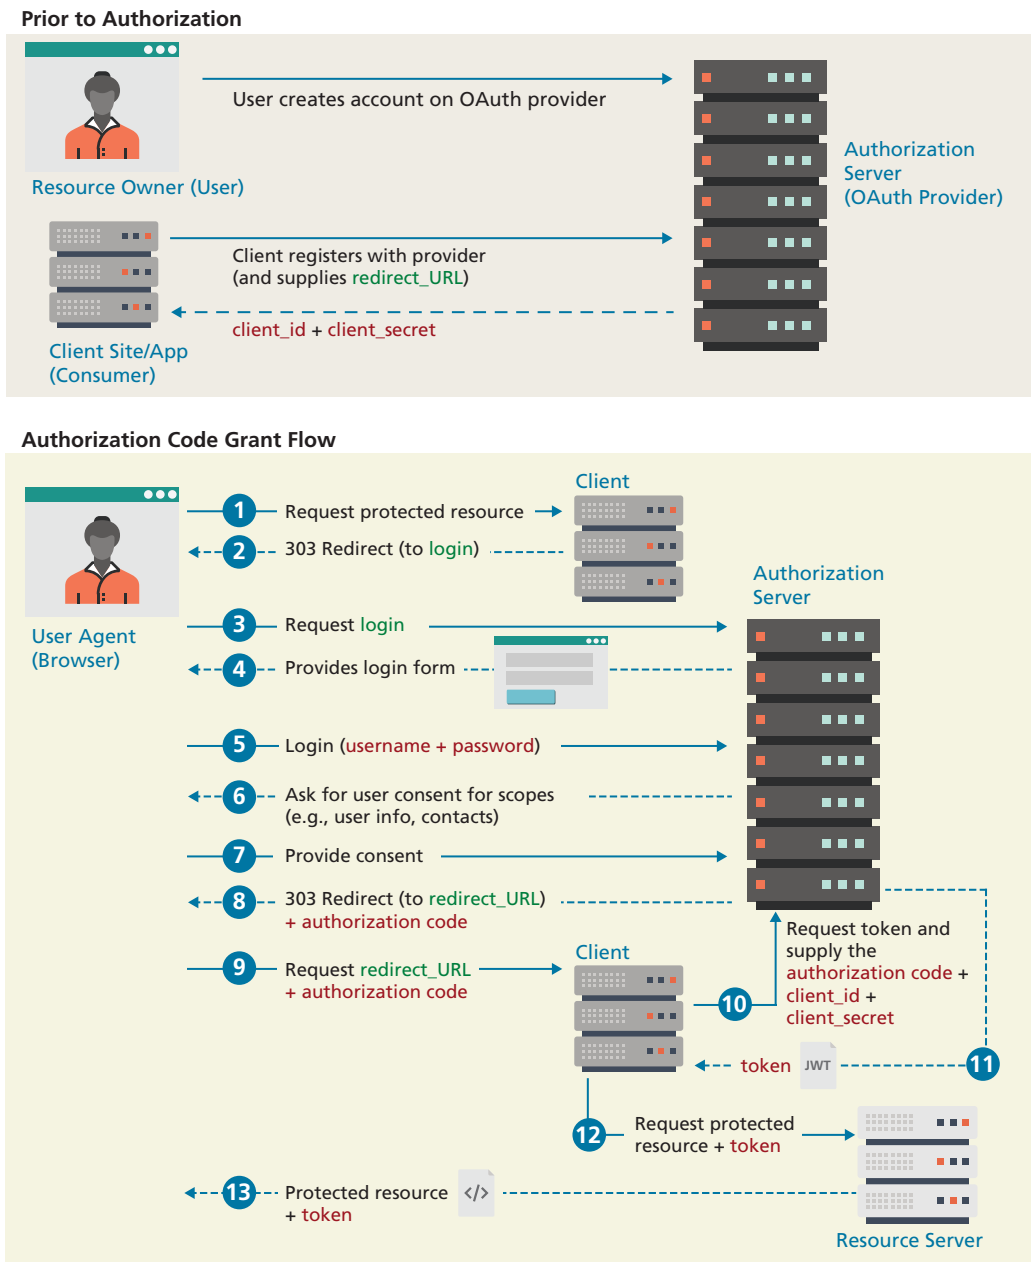 Prior to Authorization
User creates account on OAuth provider
Resource Owner (User)
Authorization
Server
(OAuth Provider)
Client registers with provider
(and supplies redirect_URL)
client_id + client_secret
Client Site/App
(Consumer)
Authorization Code Grant Flow
Client
1 Request protected resource
2 303 Redirect (to login)
User Agent
(Browser)
Authorization
Server
3 Request login
4 Provides login form
5 Login (username + password)
6 Ask for user consent for scopes
(e.g., user info, contacts)
7 Provide consent
8 303 Redirect (to redirect_URL)
+ authorization code
Client
9 Request redirect_URL
+ authorization code
10
Request token and
supply the
authorization code +
client_id +
client_secret
token JWT 11
12 Request protected
resource + token
13 Protected resource </>
+ token
Resource Server